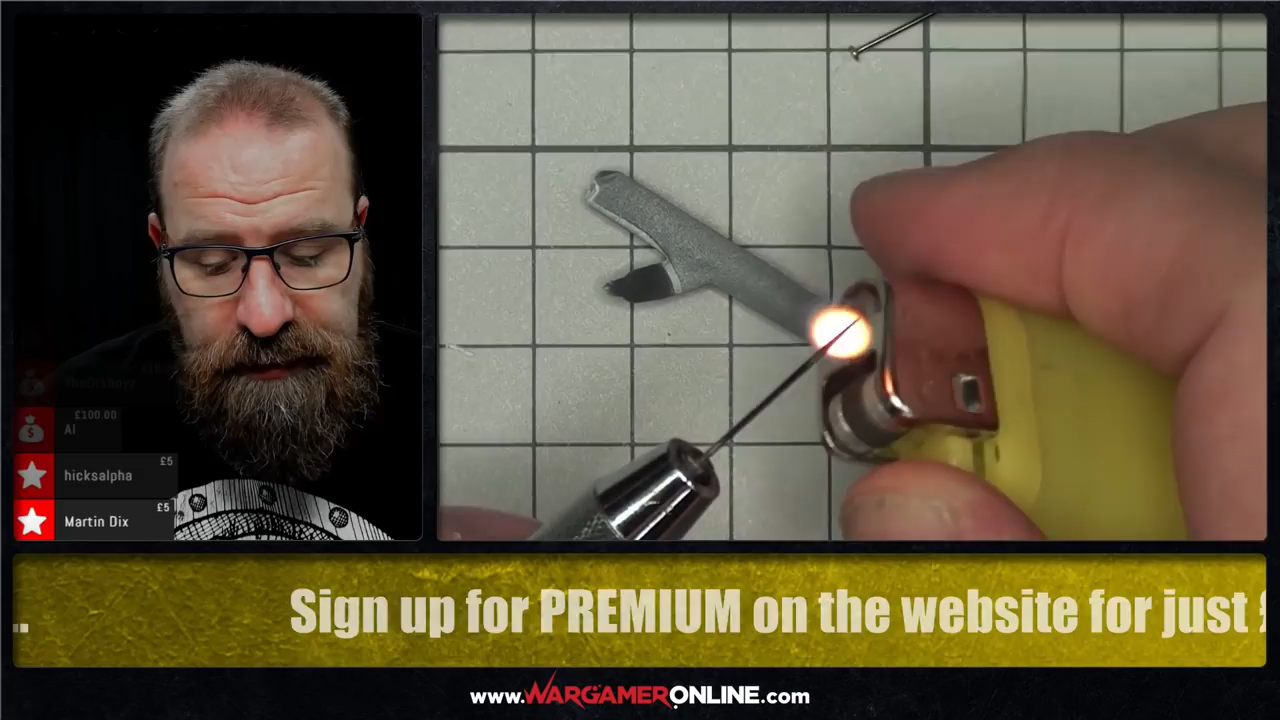 £100.00
AI
£5
hicksalpha
£5
Martin Dix
Sign up for PREMIUM on the website for just
www.WARGAMERONLINE.com